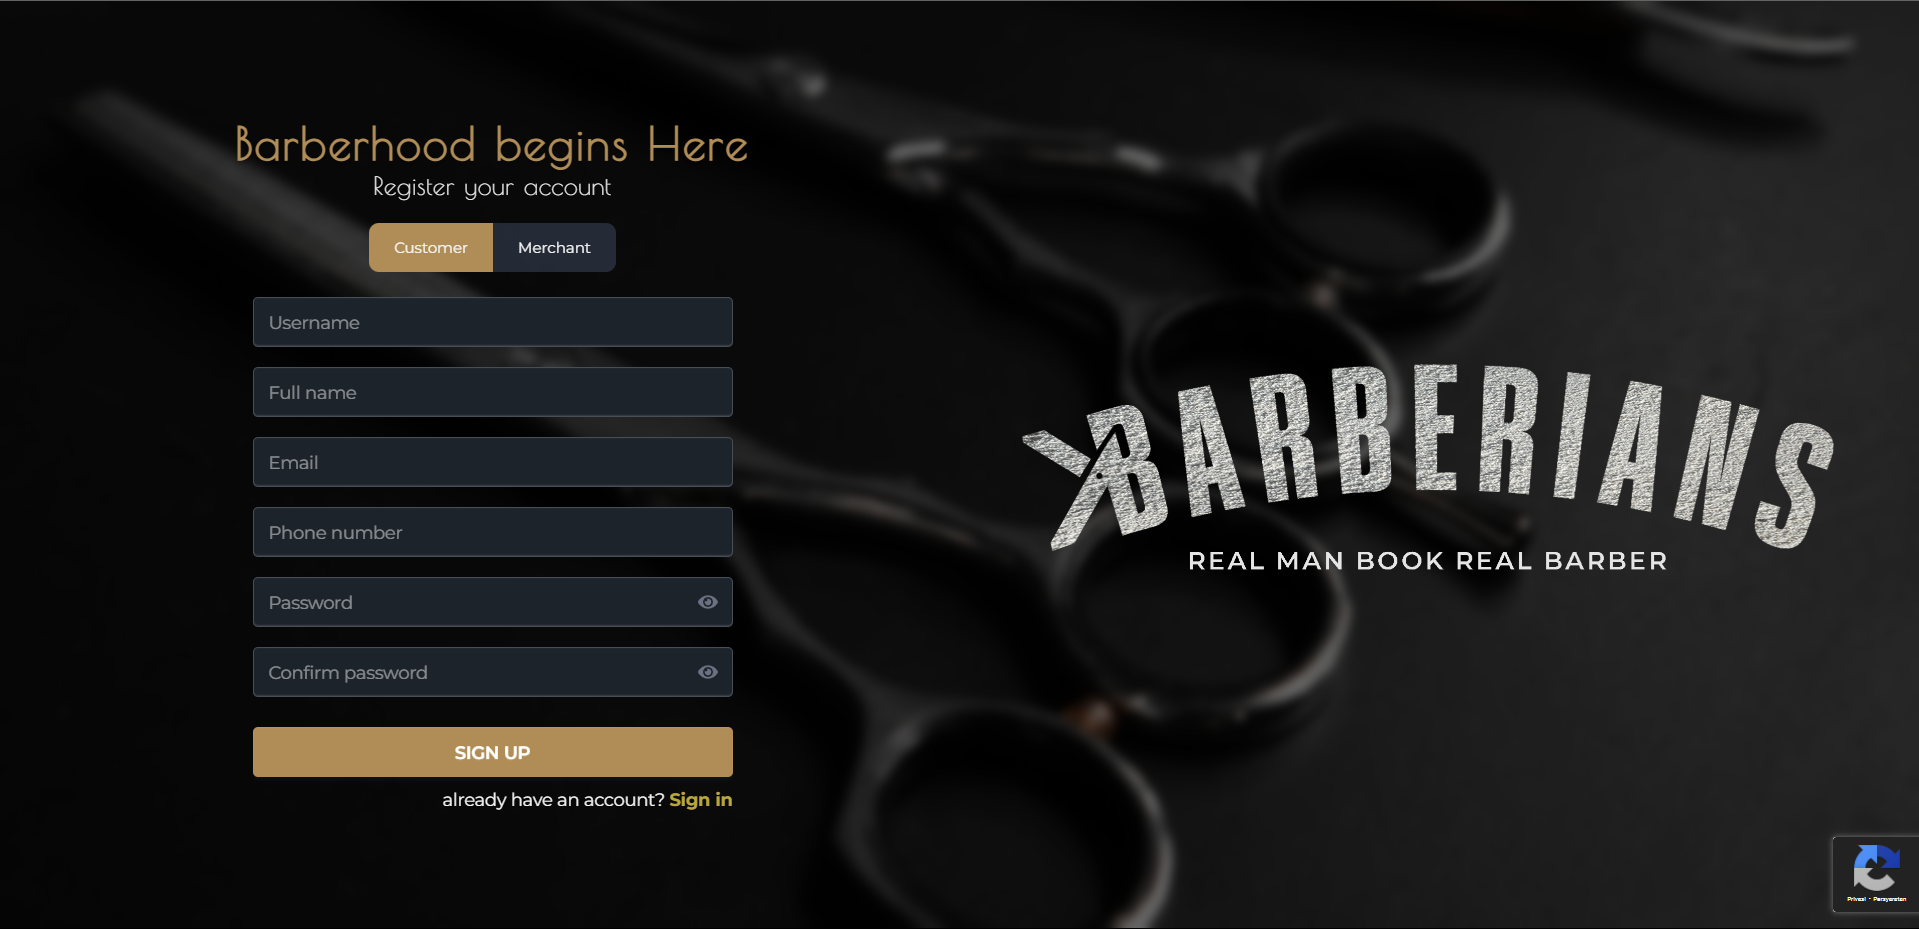 Barberhood begins Here
Register your account
Customer
Merchant
Username
Full name
Email
Phone number
Password
Confirm password
SIGN UP
already have an account? Sign in
BARBERIANS
REAL MAN BOOK REAL BARBER
Privasi - Persyaratan